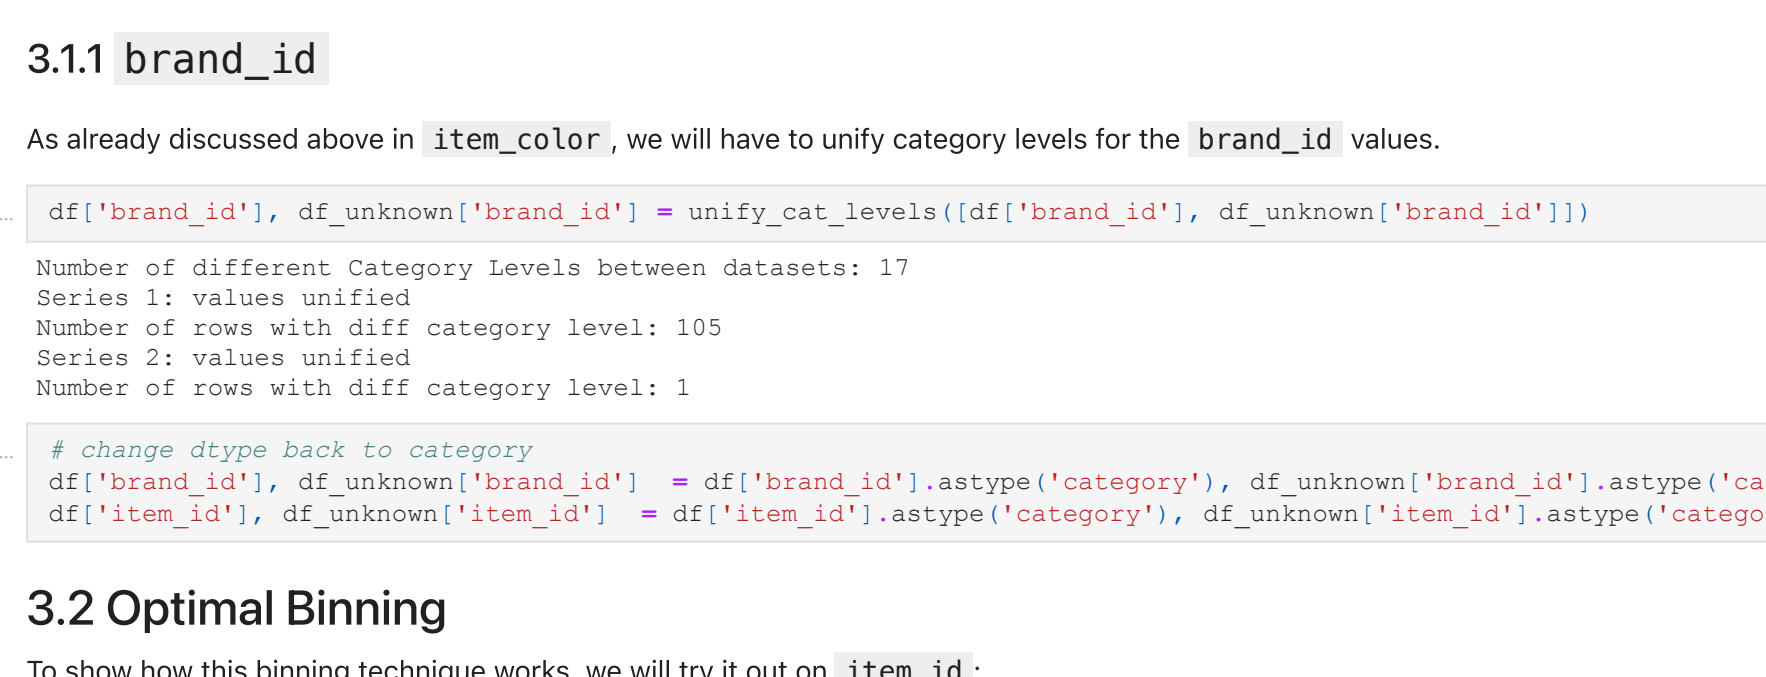 3.1.1 brand_id
As already discussed above in item_color, we will have to unify category levels for the brand_id values.
...
df['brand_id'], df_unknown['brand_id'] = unify_cat_levels([df['brand_id'], df_unknown['brand_id']])
Number of different Category Levels between datasets: 17
Series 1: values unified
Number of rows with diff category level: 105
Series 2: values unified
Number of rows with diff category level: 1
...
# change dtype back to category
df['brand_id'], df_unknown['brand_id']  = df['brand_id'].astype('category'), df_unknown['brand_id'].astype('ca
df['item_id'], df_unknown['item_id']  = df['item_id'].astype('category'), df_unknown['item_id'].astype('catego
3.2 Optimal Binning
To show how this binning technique works, we will try it out on item_id: